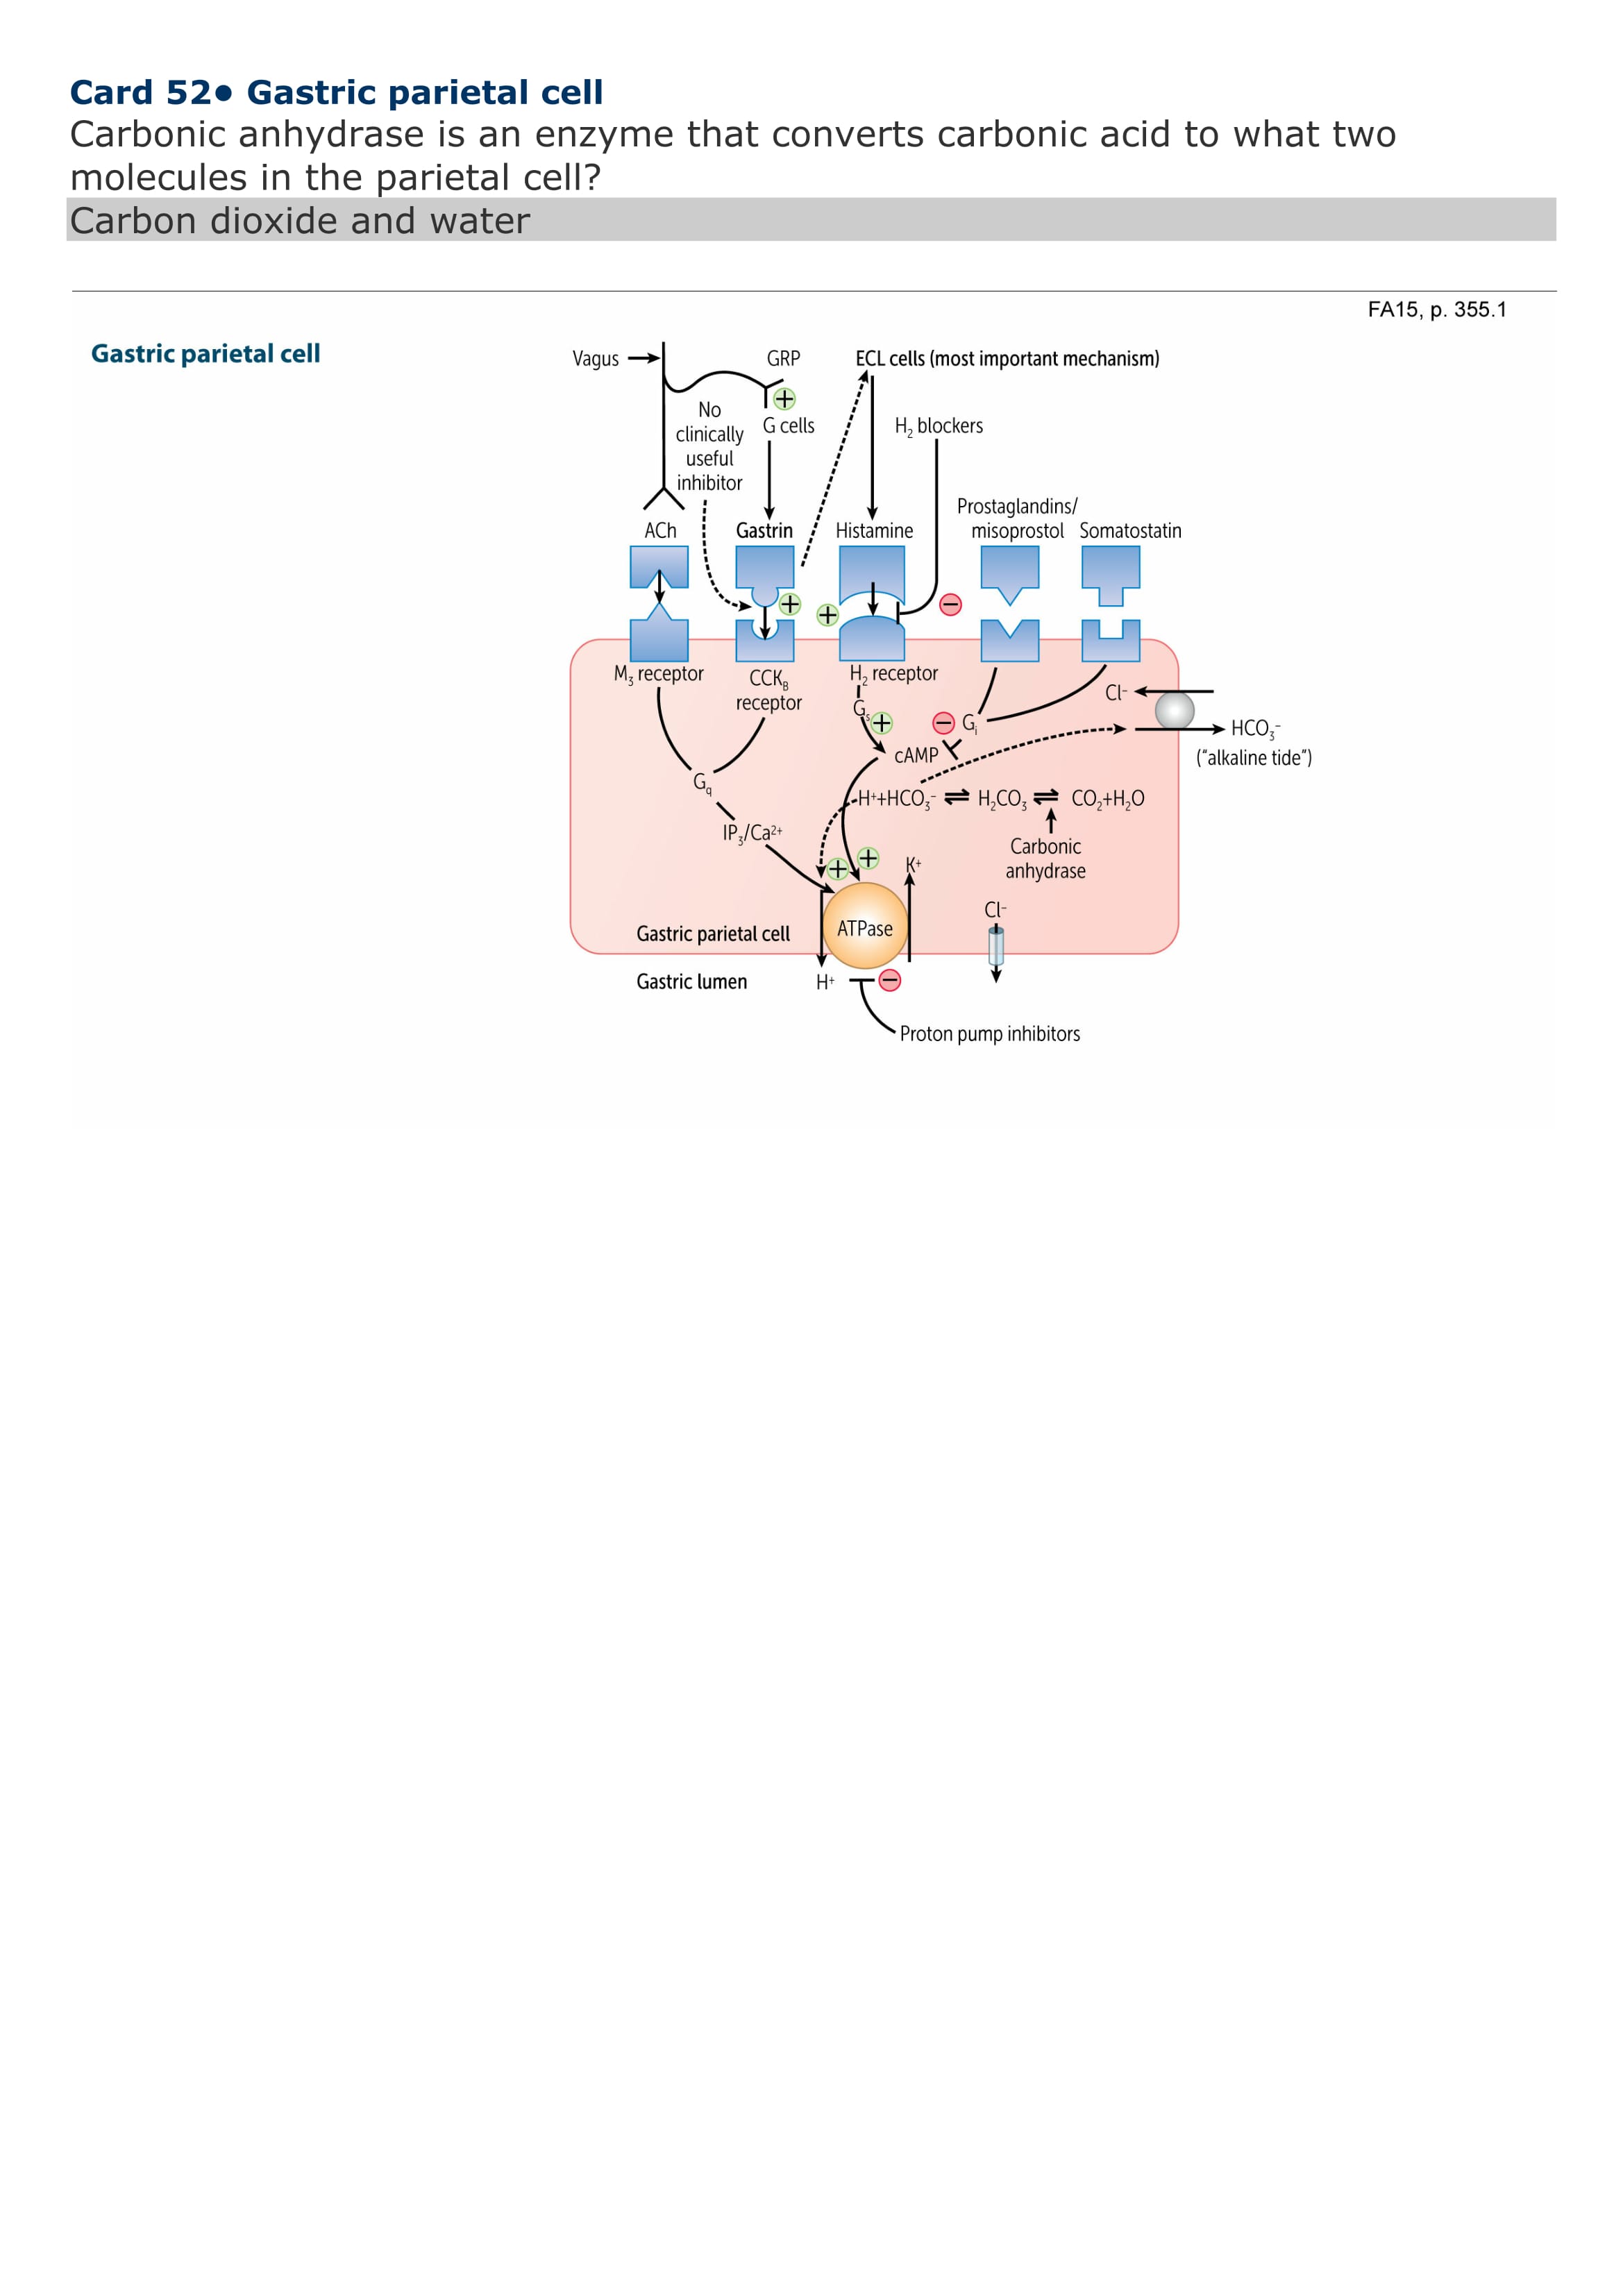 Card 52● Gastric parietal cell
Carbonic anhydrase is an enzyme that converts carbonic acid to what two
molecules in the parietal cell?
Carbon dioxide and water
FA15, p. 355.1
Gastric parietal cell
Vagus
GRP
ECL cells (most important mechanism)
No
clinically
useful
inhibitor
G cells
H₂ blockers
Prostaglandins/
misoprostol
Somatostatin
ACh
Gastrin
Histamine
M₃ receptor
CCK_B
receptor
H₂ receptor
Cl⁻
Gₛ
Gᵢ
HCO₃⁻
("alkaline tide")
cAMP
G_q
H⁺+HCO₃⁻ ⇌ H₂CO₃ ⇌ CO₂+H₂O
IP₃/Ca²⁺
Carbonic
anhydrase
K⁺
Cl⁻
ATPase
Gastric parietal cell
Gastric lumen
H⁺
Proton pump inhibitors